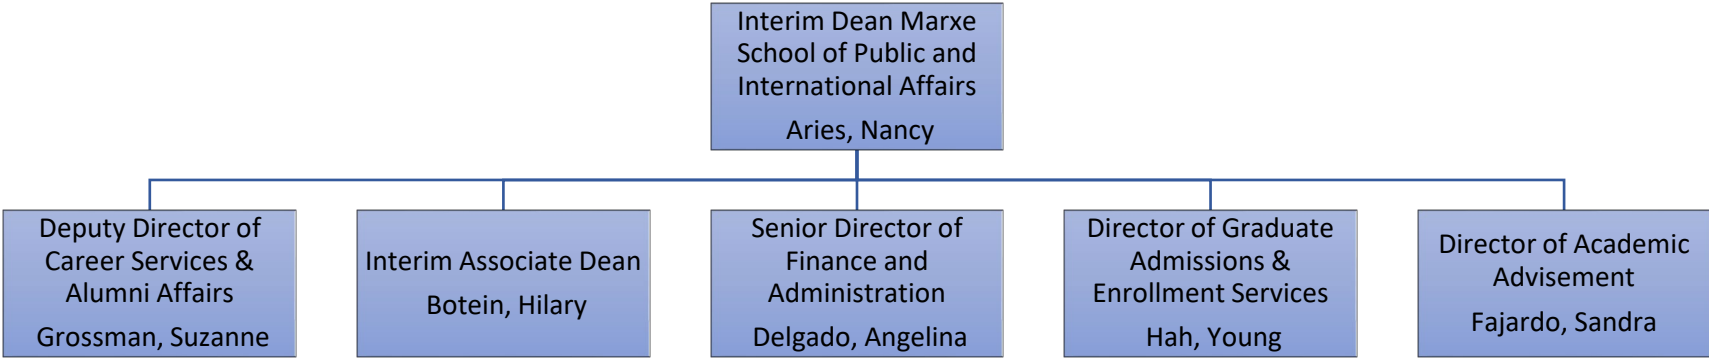 Interim Dean Marxe
School of Public and
International Affairs
Aries, Nancy
Deputy Director of
Career Services &
Alumni Affairs
Grossman, Suzanne
Interim Associate Dean
Botein, Hilary
Senior Director of
Finance and
Administration
Delgado, Angelina
Director of Graduate
Admissions &
Enrollment Services
Hah, Young
Director of Academic
Advisement
Fajardo, Sandra